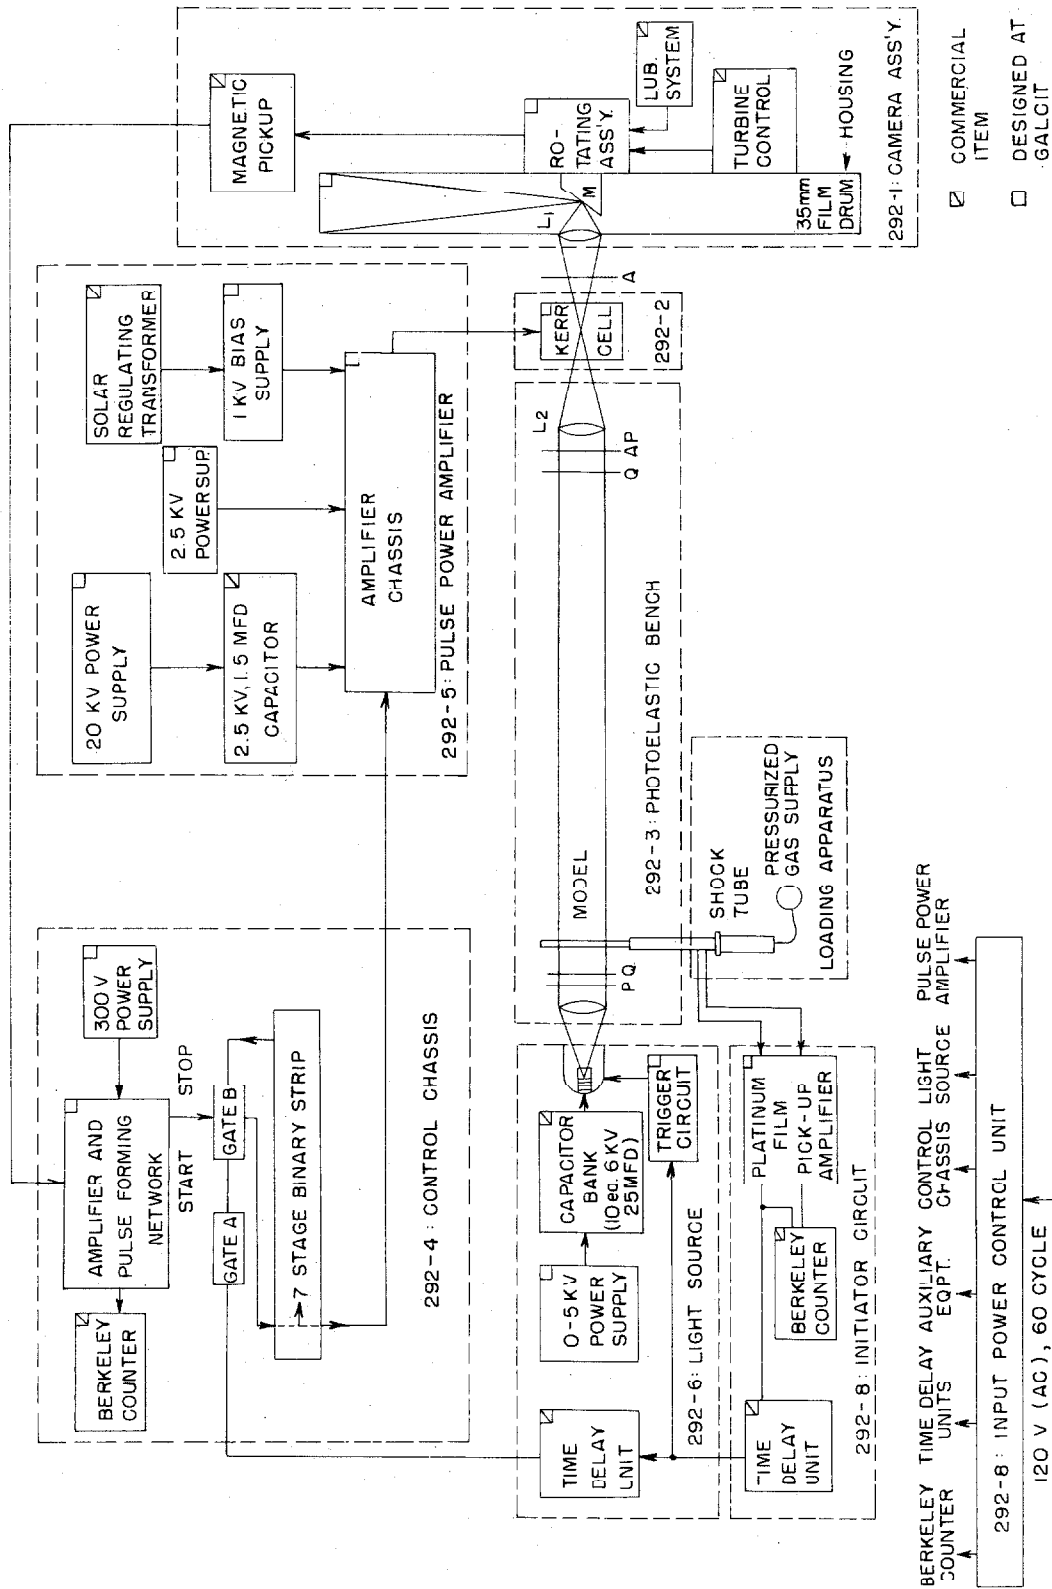 300V
POWER
SUPPLY
AMPLIFIER AND
PULSE FORMING
NETWORK
BERKELEY
COUNTER
START
STOP
GATE A
GATE B
7 STAGE BINARY STRIP
292-4: CONTROL CHASSIS
20 KV POWER
SUPPLY
2.5 KV, 1.5 MFD
CAPACITOR
2.5 KV
POWER SUP.
SOLAR
REGULATING
TRANSFORMER
1 KV BIAS
SUPPLY
AMPLIFIER
CHASSIS
292-5: PULSE POWER AMPLIFIER
MAGNETIC
PICKUP
RO-
TATING
ASS'Y.
LUB.
SYSTEM
TURBINE
CONTROL
L1
M
35mm
FILM
DRUM
HOUSING
292-1: CAMERA ASS'Y.
TIME
DELAY
UNIT
0-5 KV
POWER
SUPPLY
CAPACITOR
BANK
(10 ea. 6 KV
25 MFD)
TRIGGER
CIRCUIT
292-6: LIGHT SOURCE
P Q
MODEL
Q AP
L2
292-3: PHOTOELASTIC BENCH
KERR
CELL
292-2
A
TIME
DELAY
UNIT
BERKELEY
COUNTER
PLATINUM
FILM
PICK-UP
AMPLIFIER
292-8: INITIATOR CIRCUIT
SHOCK
TUBE
PRESSURIZED
GAS SUPPLY
LOADING APPARATUS
BERKELEY
COUNTER
TIME DELAY
UNITS
AUXILIARY
EQPT.
CONTROL
CHASSIS
LIGHT
SOURCE
PULSE POWER
AMPLIFIER
292-8: INPUT POWER CONTROL UNIT
120 V (AC), 60 CYCLE
COMMERCIAL
ITEM
DESIGNED AT
GALCIT